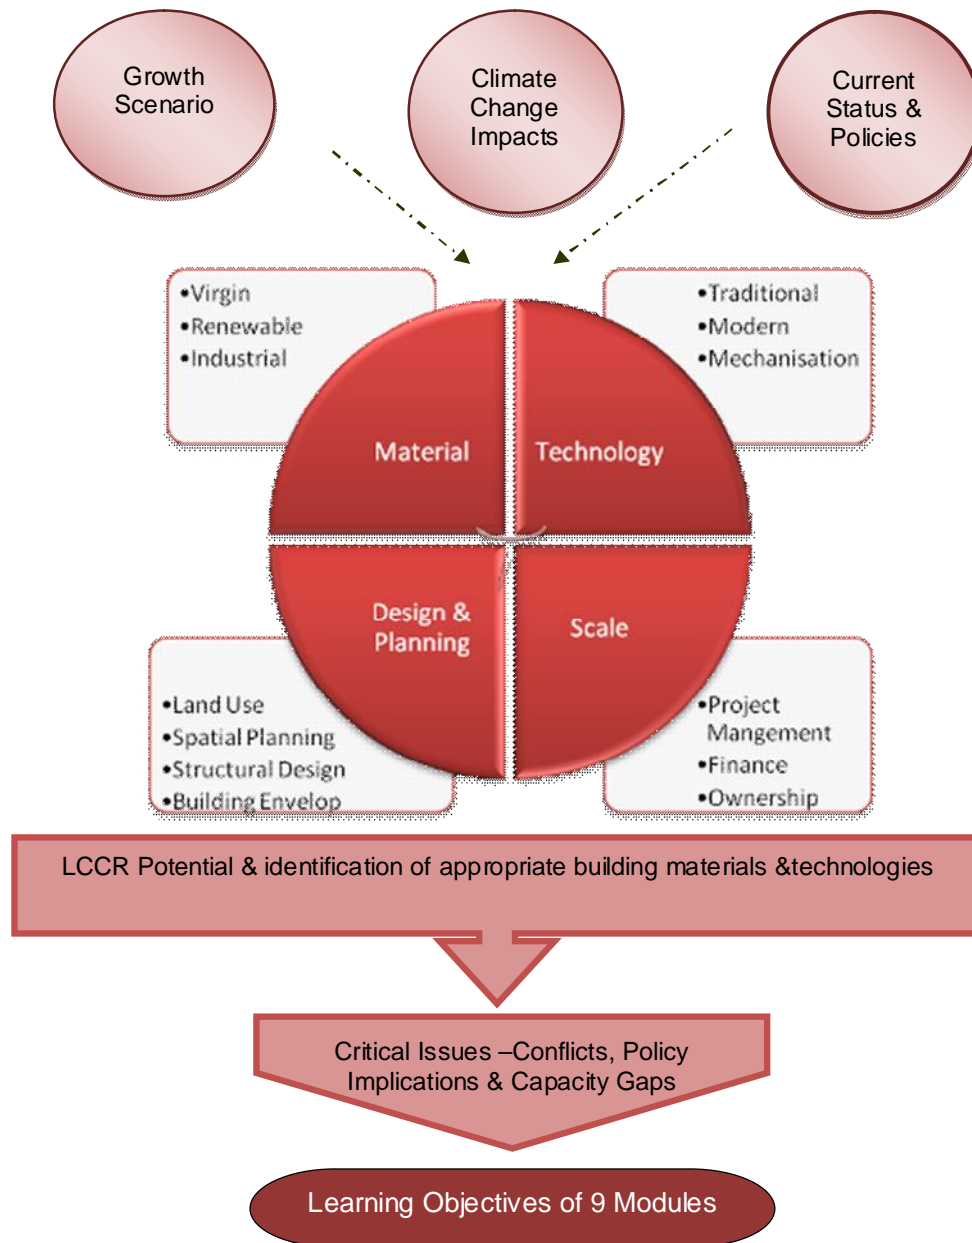 Growth
Scenario
Climate
Change
Impacts
Current
Status &
Policies
•Virgin
•Renewable
•Industrial
•Traditional
•Modern
•Mechanisation
Material
Technology
Design &
Planning
Scale
•Land Use
•Spatial Planning
•Structural Design
•Building Envelop
•Project
Mangement
•Finance
•Ownership
LCCR Potential & identification of appropriate building materials &technologies
Critical Issues –Conflicts, Policy
Implications & Capacity Gaps
Learning Objectives of 9 Modules